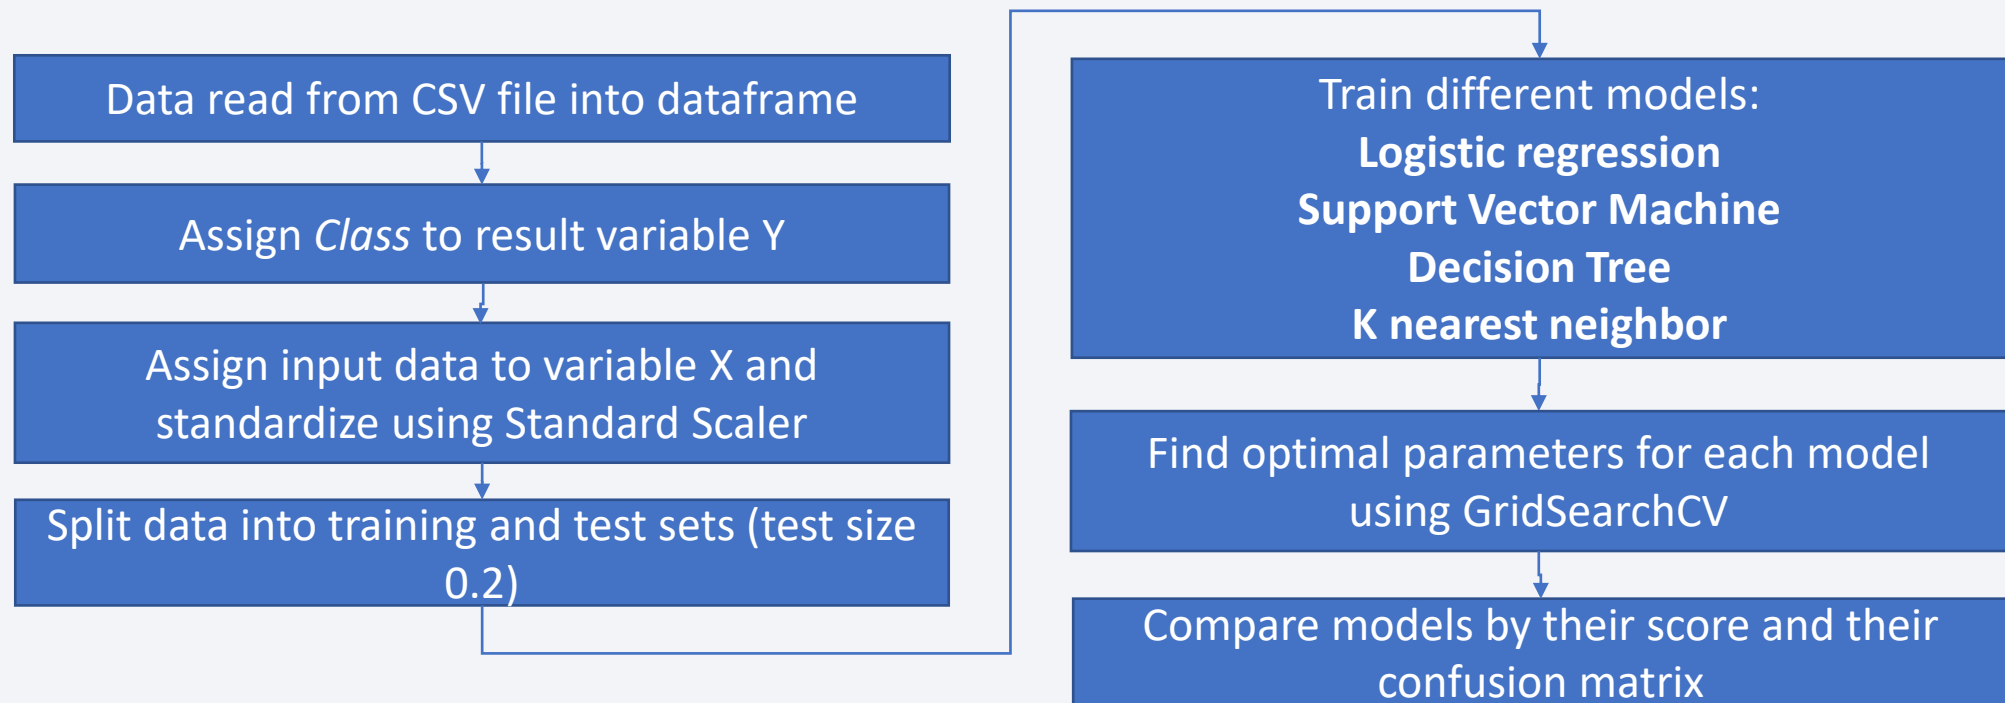 Data read from CSV file into dataframe
Assign Class to result variable Y
Assign input data to variable X and
standardize using Standard Scaler
Split data into training and test sets (test size
0.2)
Train different models:
Logistic regression
Support Vector Machine
Decision Tree
K nearest neighbor
Find optimal parameters for each model
using GridSearchCV
Compare models by their score and their
confusion matrix